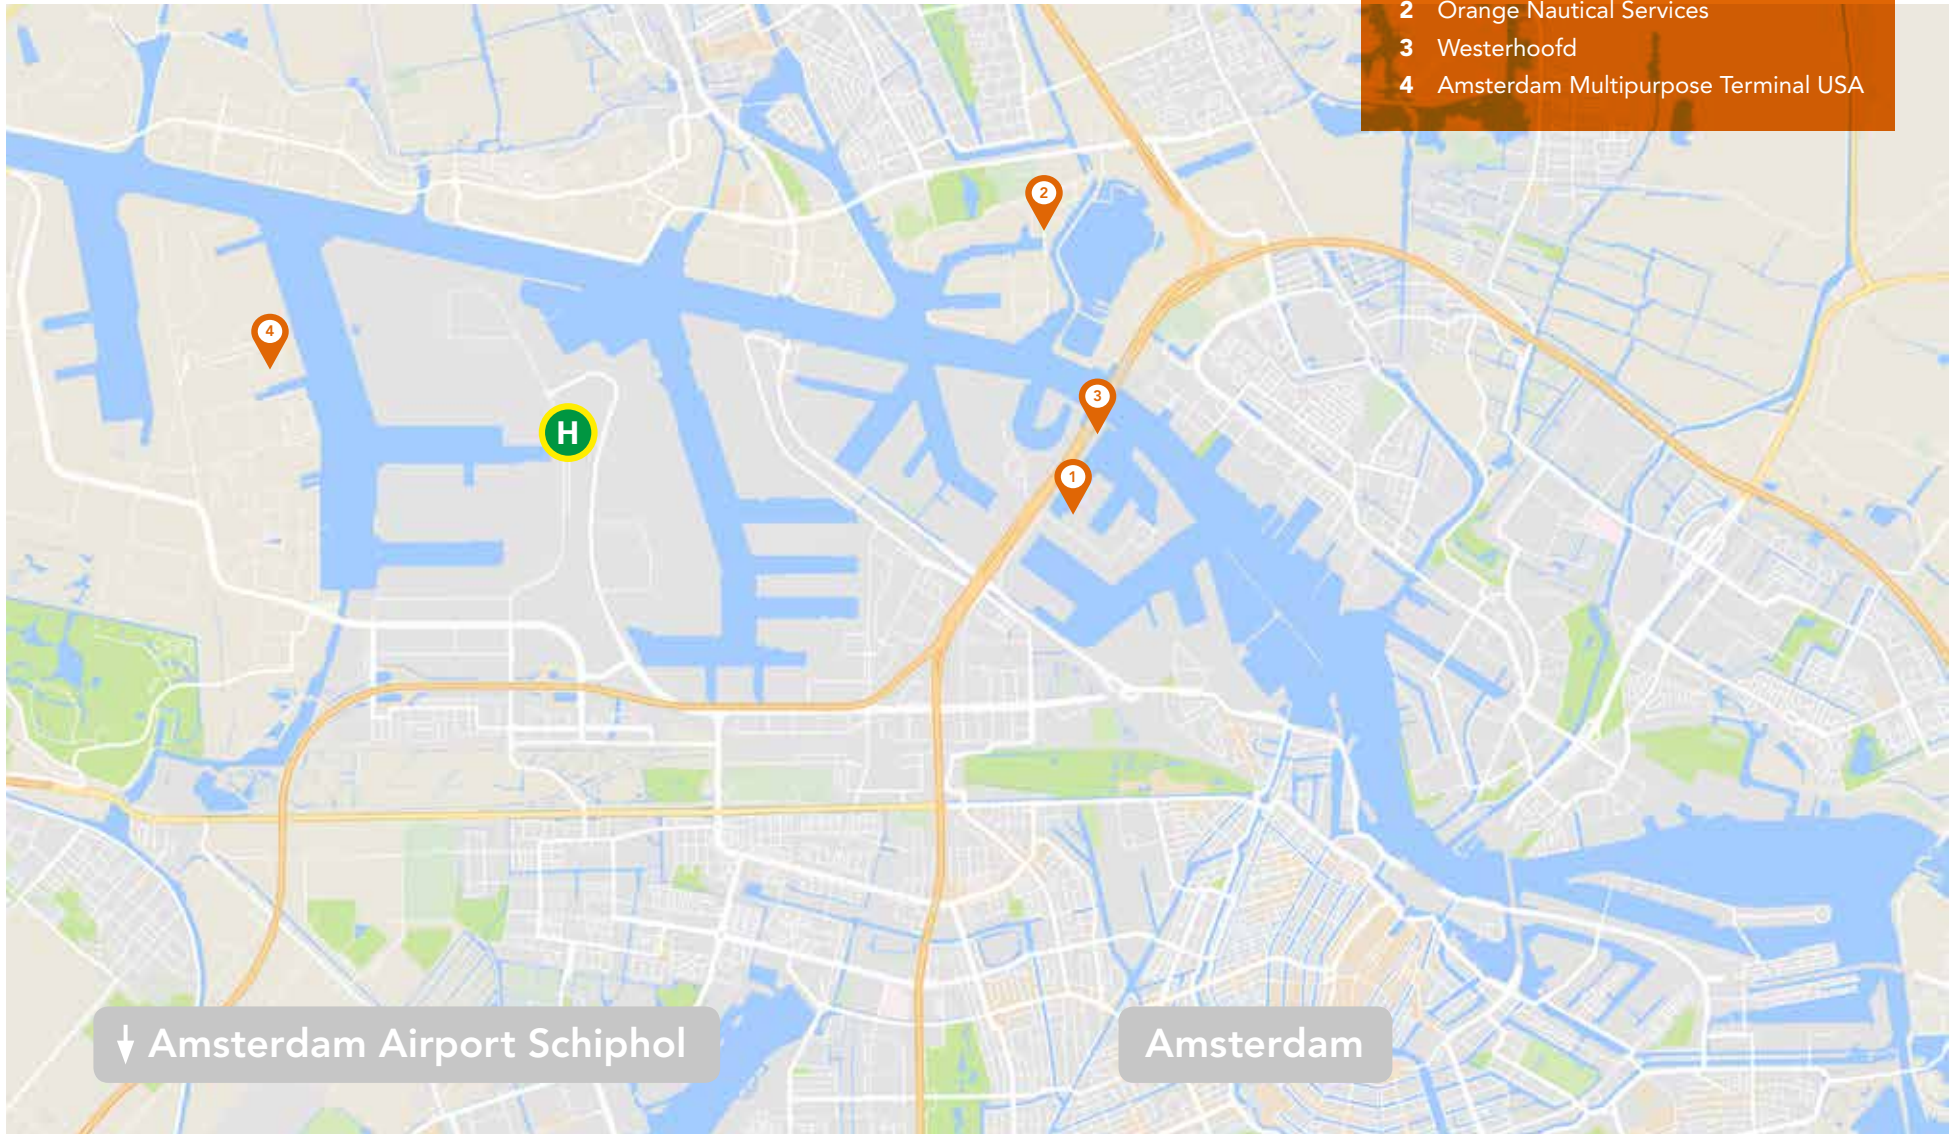 2 Orange Nautical Services
3 Westerhoofd
4 Amsterdam Multipurpose Terminal USA
2
4
3
H
1
Amsterdam Airport Schiphol
Amsterdam